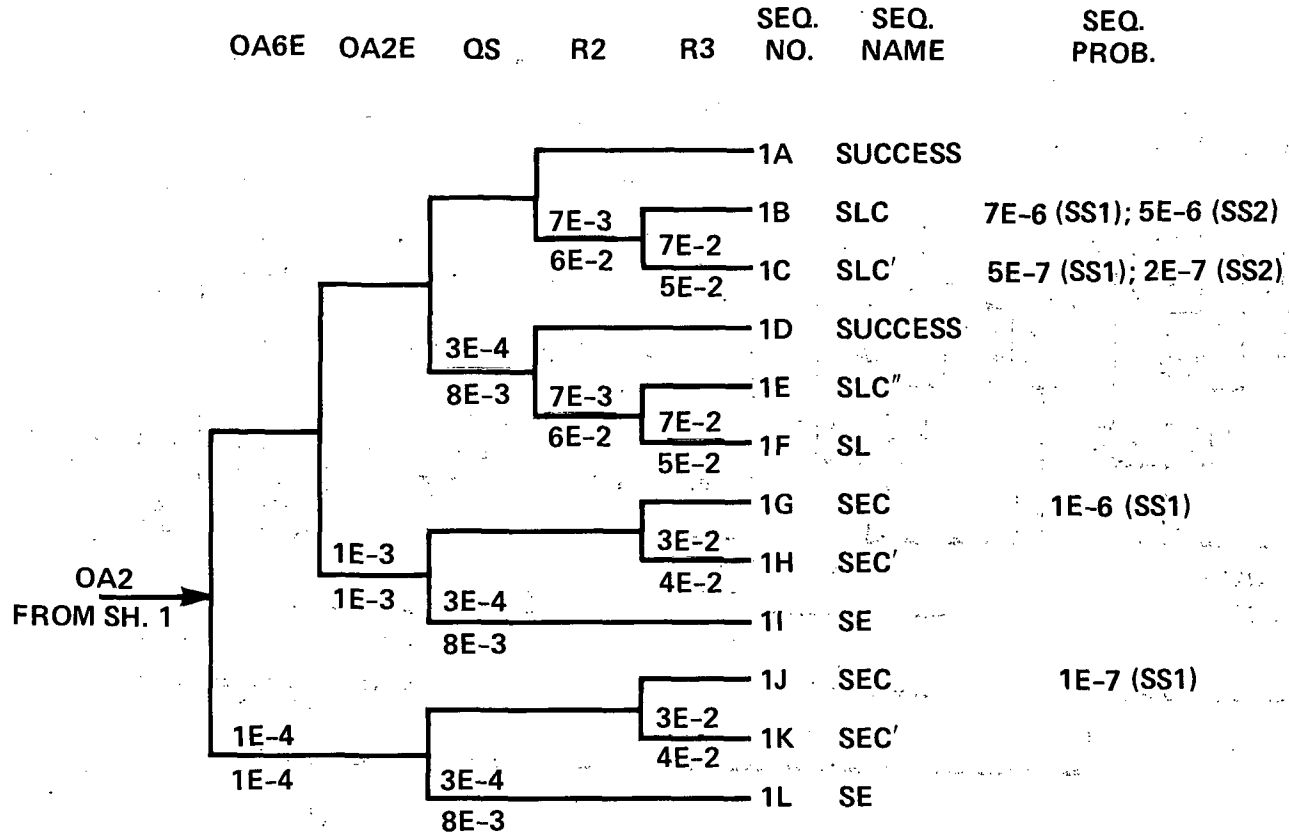 OA6E OA2E QS R2 R3 SEQ. NO. SEQ. NAME SEQ. PROB.
1A SUCCESS
7E-3 1B SLC 7E-6 (SS1); 5E-6 (SS2)
6E-2 7E-2
5E-2 1C SLC′ 5E-7 (SS1); 2E-7 (SS2)
1D SUCCESS
3E-4
8E-3 7E-3 1E SLC″
6E-2 7E-2
5E-2 1F SL
1G SEC 1E-6 (SS1)
1E-3 3E-2
1E-3 4E-2 1H SEC′
OA2
FROM SH. 1
3E-4
8E-3 1I SE
1J SEC 1E-7 (SS1)
1E-4 3E-2
1E-4 4E-2 1K SEC′
3E-4
8E-3 1L SE